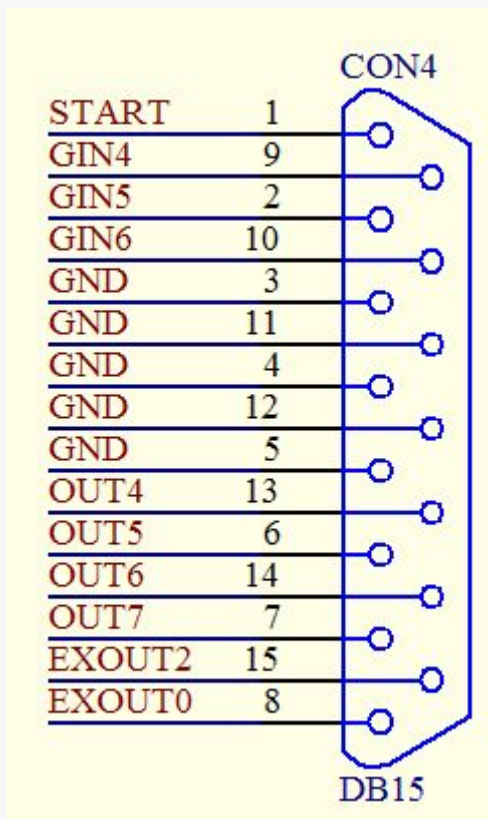 CON4
START 1
GIN4 9
GIN5 2
GIN6 10
GND 3
GND 11
GND 4
GND 12
GND 5
OUT4 13
OUT5 6
OUT6 14
OUT7 7
EXOUT2 15
EXOUT0 8
DB15